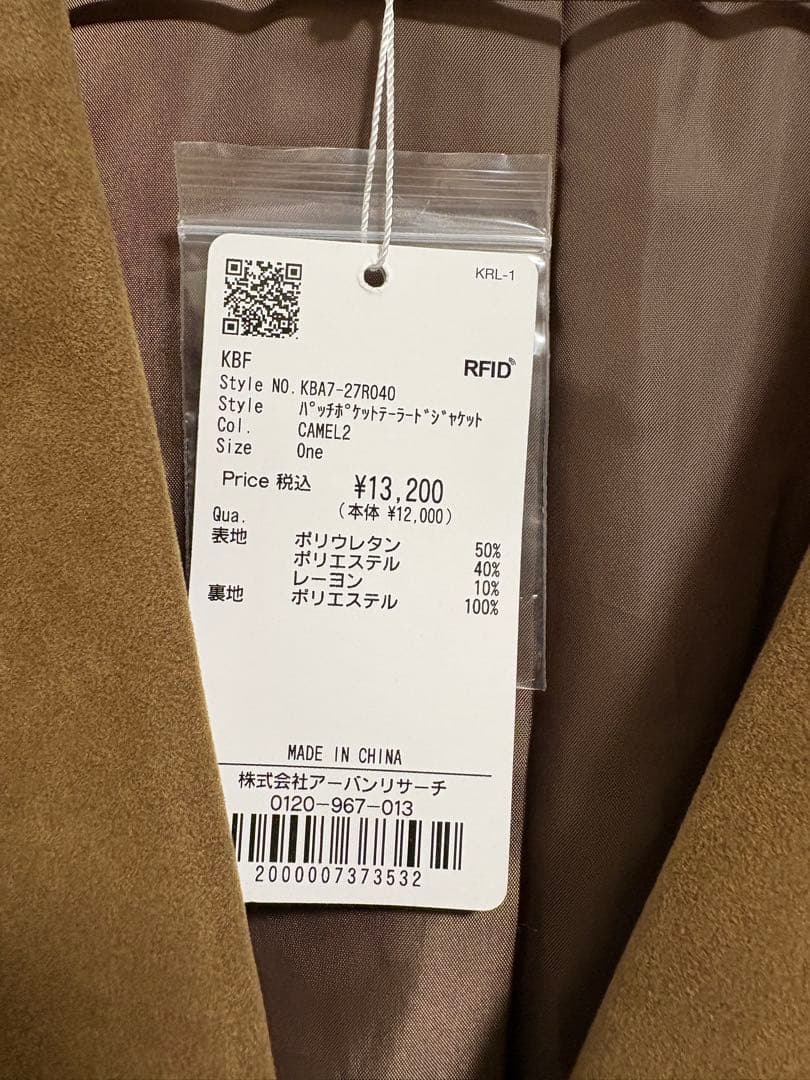 KRL-1
KBF
RFID
Style NO. KBA7-27R040
Style ﾊﾟｯﾁﾎﾟｹｯﾄﾃｰﾗｰﾄﾞｼﾞｬｹｯﾄ
Col. CAMEL2
Size One
Price 税込 ¥13,200
(本体 ¥12,000)
Qua.
表地 ポリウレタン 50%
ポリエステル 40%
レーヨン 10%
裏地 ポリエステル 100%
MADE IN CHINA
株式会社アーバンリサーチ
0120-967-013
2000007373532